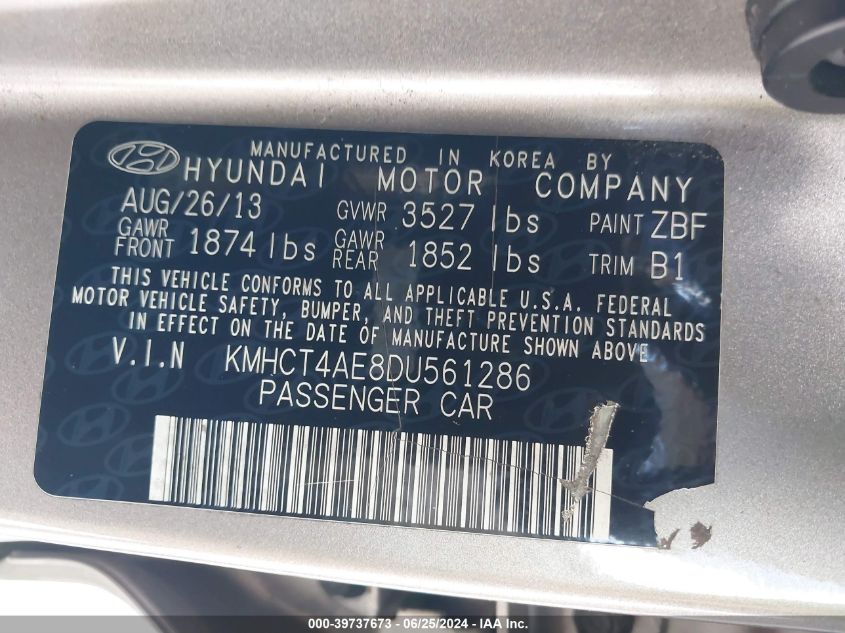 MANUFACTURED IN KOREA BY
HYUNDAI MOTOR COMPANY
AUG/26/13 GVWR 3527 lbs PAINT ZBF
GAWR FRONT 1874 lbs GAWR REAR 1852 lbs TRIM B1
THIS VEHICLE CONFORMS TO ALL APPLICABLE U.S.A. FEDERAL
MOTOR VEHICLE SAFETY, BUMPER, AND THEFT PREVENTION STANDARDS
IN EFFECT ON THE DATE OF MANUFACTURE SHOWN ABOVE
V.I.N KMHCT4AE8DU561286
PASSENGER CAR
000-39737673 - 06/25/2024 - IAA Inc.